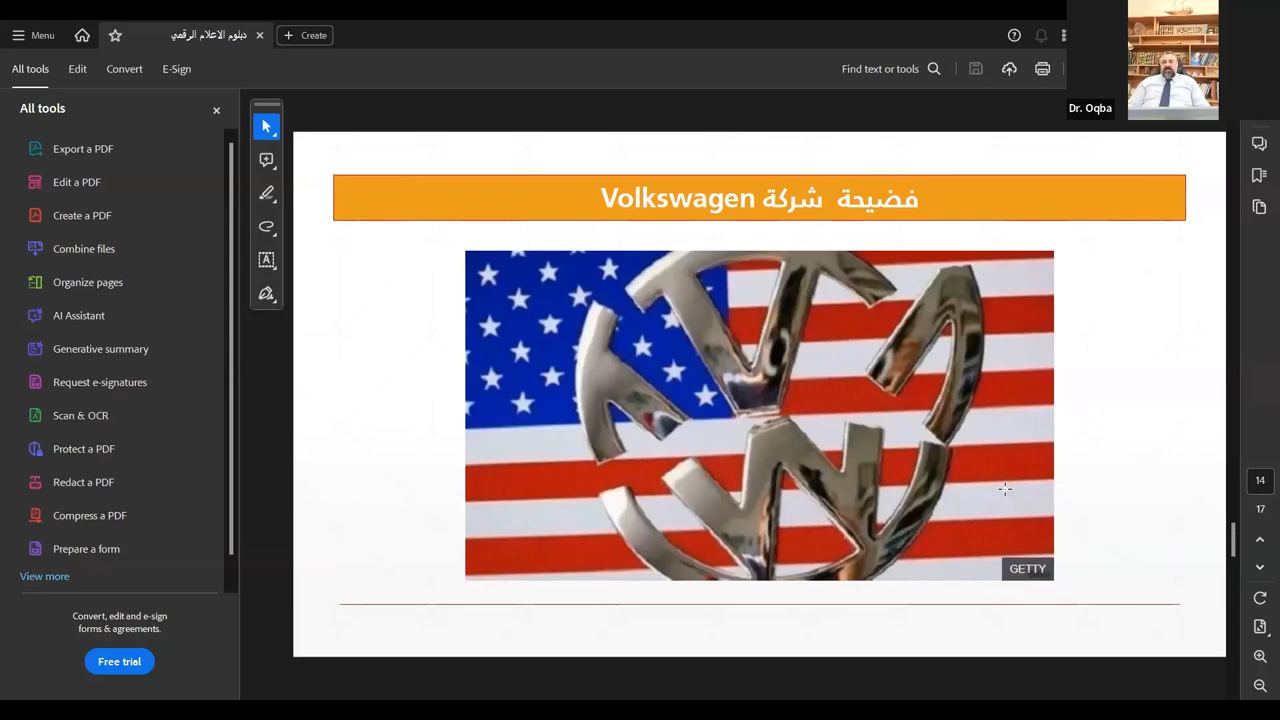 Menu
دبلوم الاعلام الرقمي
Create
All tools
Edit
Convert
E-Sign
Find text or tools
Dr. Oqba
All tools
Export a PDF
Edit a PDF
Create a PDF
Combine files
Organize pages
AI Assistant
Generative summary
Request e-signatures
Scan & OCR
Protect a PDF
Redact a PDF
Compress a PDF
Prepare a form
View more
Convert, edit and e-sign
forms & agreements.
Free trial
فضيحة شركة Volkswagen
GETTY
14
17